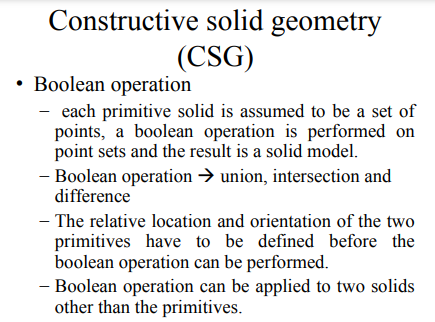 Constructive solid geometry
(CSG)
• Boolean operation
– each primitive solid is assumed to be a set of
points, a boolean operation is performed on
point sets and the result is a solid model.
– Boolean operation → union, intersection and
difference
– The relative location and orientation of the two
primitives have to be defined before the
boolean operation can be performed.
– Boolean operation can be applied to two solids
other than the primitives.